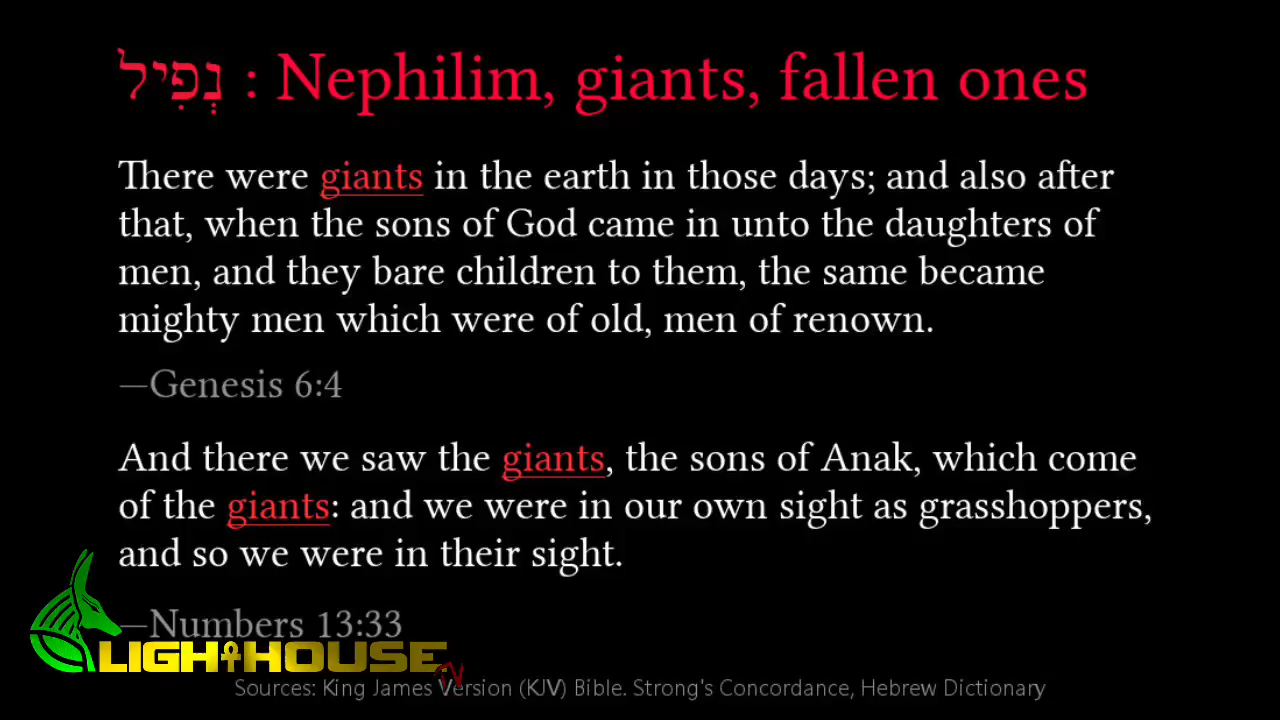 נְפִיל : Nephilim, giants, fallen ones
There were giants in the earth in those days; and also after
that, when the sons of God came in unto the daughters of
men, and they bare children to them, the same became
mighty men which were of old, men of renown.
—Genesis 6:4
And there we saw the giants, the sons of Anak, which come
of the giants: and we were in our own sight as grasshoppers,
and so we were in their sight.
—Numbers 13:33
LIGH☥HOUSE TV
Sources: King James Version (KJV) Bible. Strong's Concordance, Hebrew Dictionary